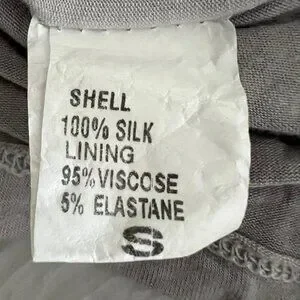 SHELL
100% SILK
LINING
95% VISCOSE
5% ELASTANE
S